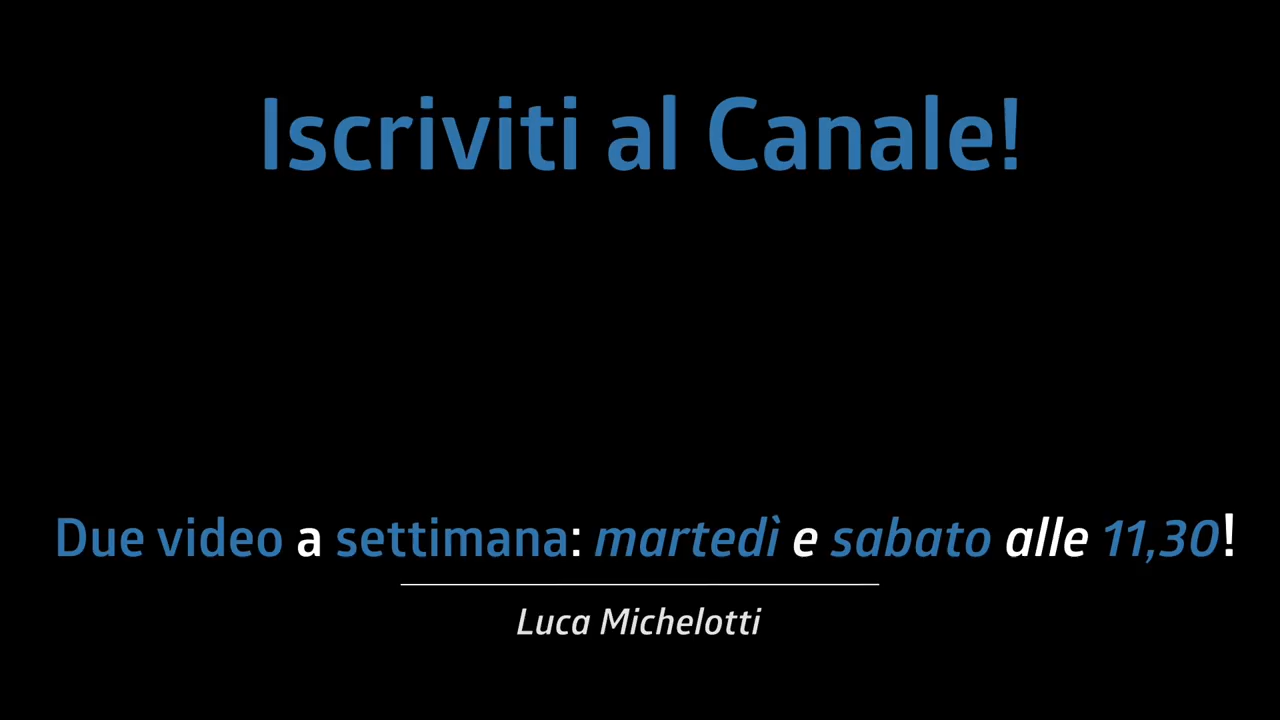 Iscriviti al Canale!
Due video a settimana: martedì e sabato alle 11,30!
Luca Michelotti